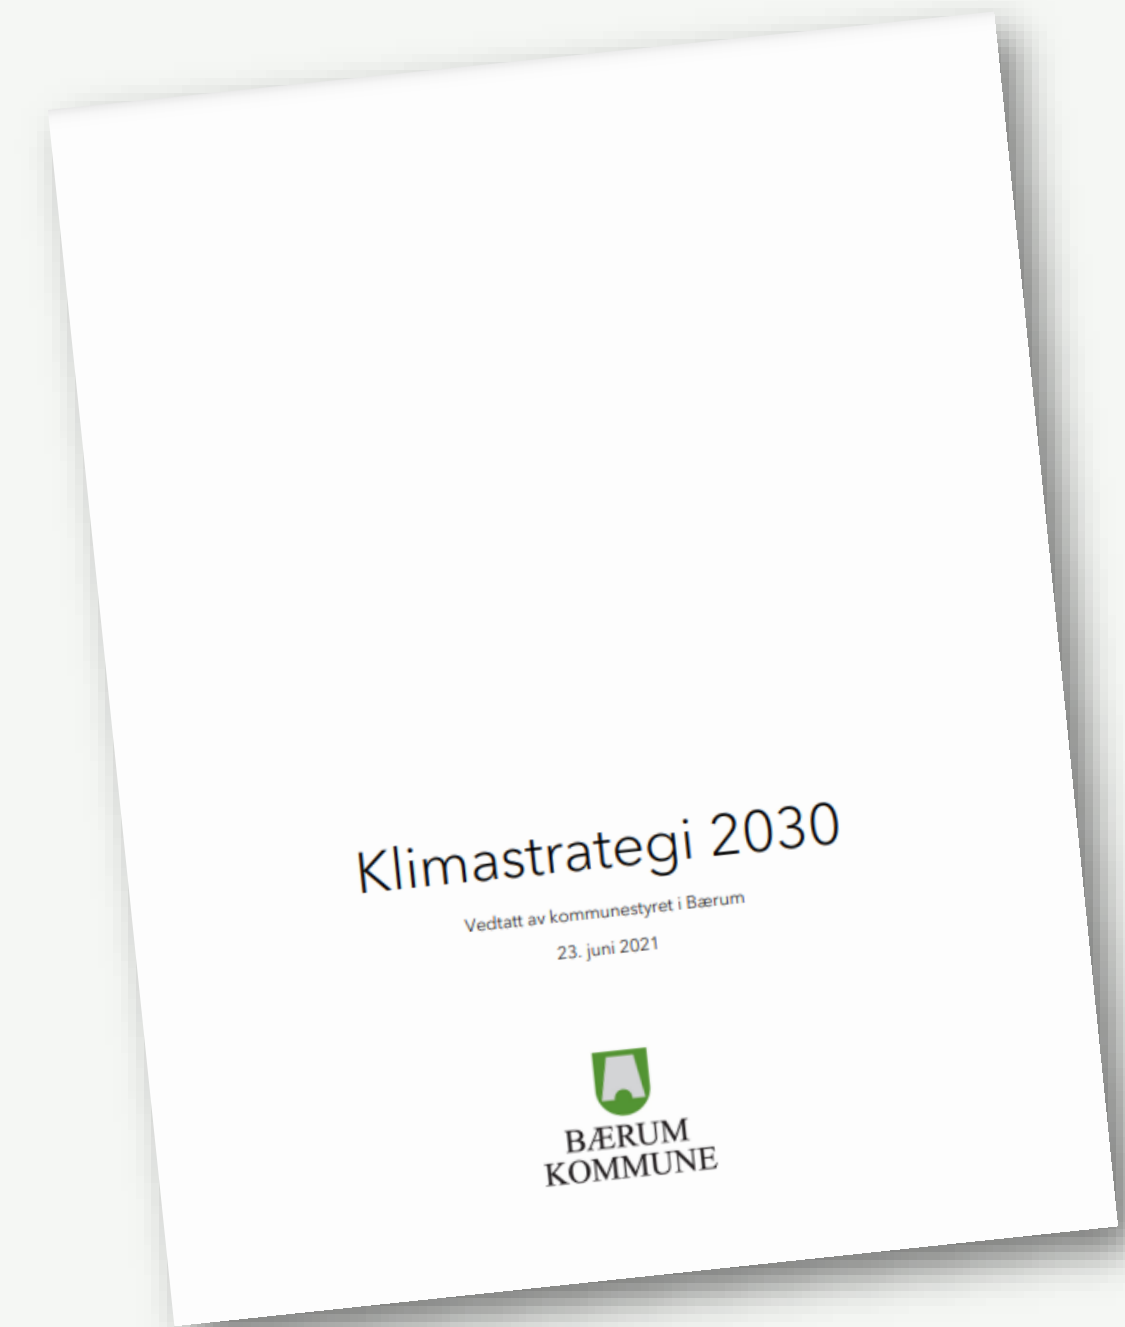 Klimastrategi 2030
Vedtatt av kommunestyret i Bærum
23. juni 2021
BÆRUM
KOMMUNE